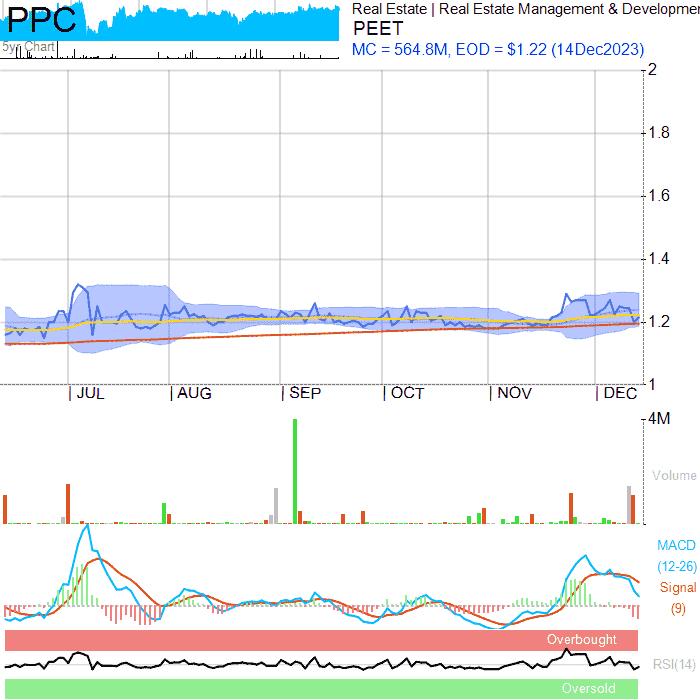 PPC
5yr Chart
Real Estate | Real Estate Management & Developmen
PEET
MC = 564.8M, EOD = $1.22 (14Dec2023)
2
1.8
1.6
1.4
1.2
1
JUL AUG SEP OCT NOV DEC
4M
Volume
MACD
(12-26)
Signal
(9)
Overbought
RSI(14)
Oversold